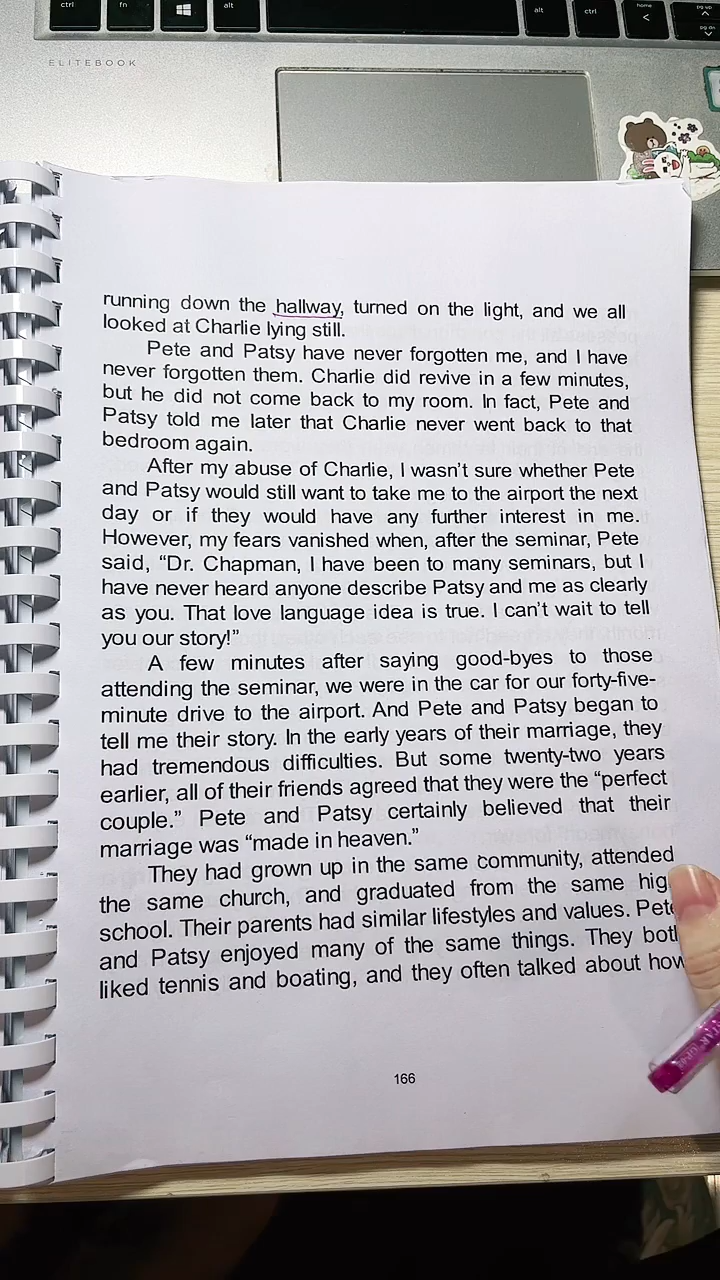 ctrl fn alt alt ctrl home pg up
< pg dn
ELITEBOOK
running down the hallway, turned on the light, and we all
looked at Charlie lying still.
Pete and Patsy have never forgotten me, and I have
never forgotten them. Charlie did revive in a few minutes,
but he did not come back to my room. In fact, Pete and
Patsy told me later that Charlie never went back to that
bedroom again.
After my abuse of Charlie, I wasn’t sure whether Pete
and Patsy would still want to take me to the airport the next
day or if they would have any further interest in me.
However, my fears vanished when, after the seminar, Pete
said, “Dr. Chapman, I have been to many seminars, but I
have never heard anyone describe Patsy and me as clearly
as you. That love language idea is true. I can’t wait to tell
you our story!”
A few minutes after saying good-byes to those
attending the seminar, we were in the car for our forty-five-
minute drive to the airport. And Pete and Patsy began to
tell me their story. In the early years of their marriage, they
had tremendous difficulties. But some twenty-two years
earlier, all of their friends agreed that they were the “perfect
couple.” Pete and Patsy certainly believed that their
marriage was “made in heaven.”
They had grown up in the same community, attended
the same church, and graduated from the same hig
school. Their parents had similar lifestyles and values. Pete
and Patsy enjoyed many of the same things. They bot
liked tennis and boating, and they often talked about how
166